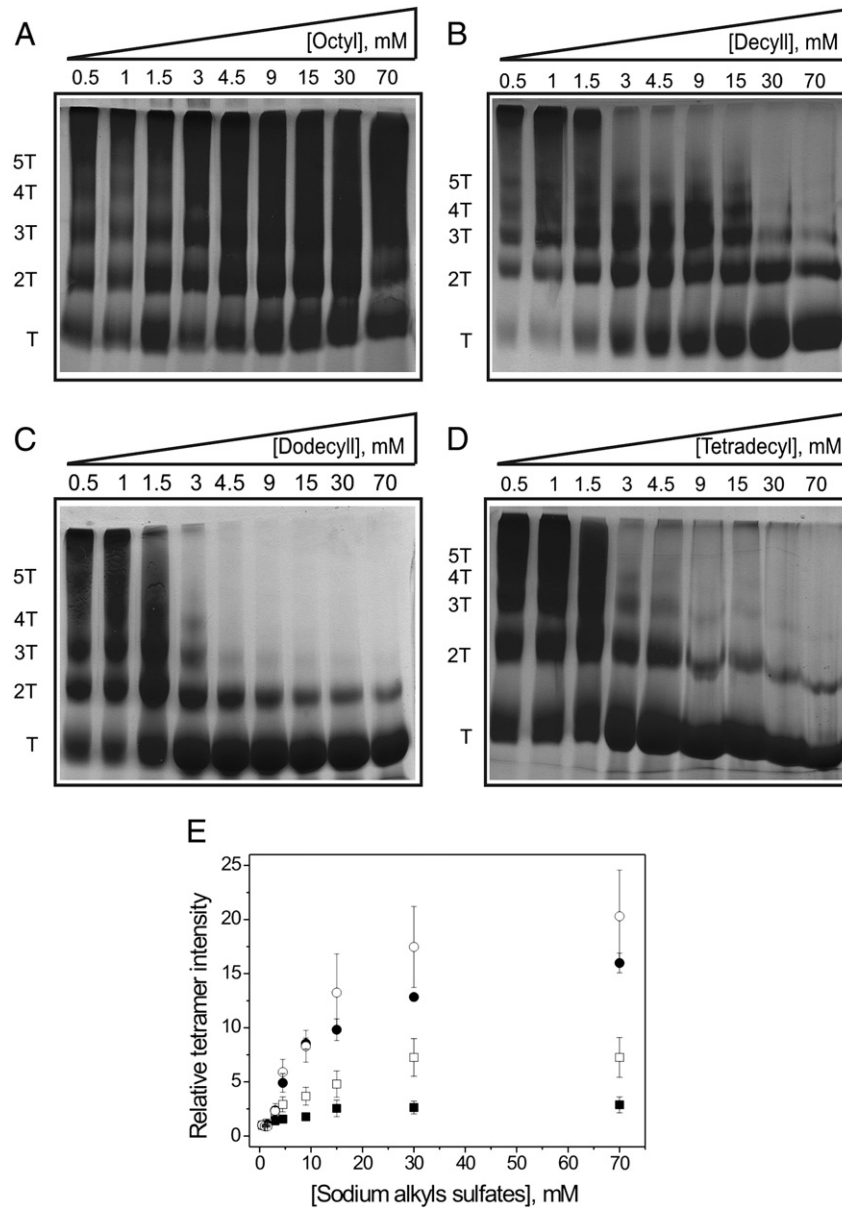 A
[Octyl], mM
0.5 1 1.5 3 4.5 9 15 30 70
5T
4T
3T
2T
T
B
[Decyll], mM
0.5 1 1.5 3 4.5 9 15 30 70
5T
4T
3T
2T
T
C
[Dodecyll], mM
0.5 1 1.5 3 4.5 9 15 30 70
5T
4T
3T
2T
T
D
[Tetradecyl], mM
0.5 1 1.5 3 4.5 9 15 30 70
5T
4T
3T
2T
T
E
Relative tetramer intensity
25
20
15
10
5
0
0 10 20 30 40 50 60 70
[Sodium alkyls sulfates], mM